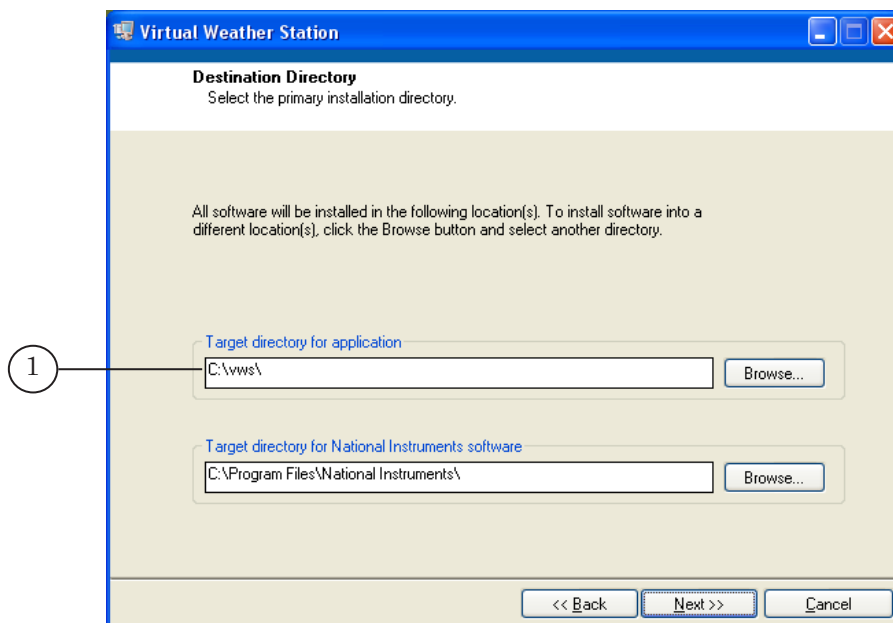 Virtual Weather Station
Destination Directory
Select the primary installation directory.
All software will be installed in the following location(s). To install software into a
different location(s), click the Browse button and select another directory.
Target directory for application
1
C:\vws\
Browse...
Target directory for National Instruments software
C:\Program Files\National Instruments\
Browse...
<< Back
Next >>
Cancel